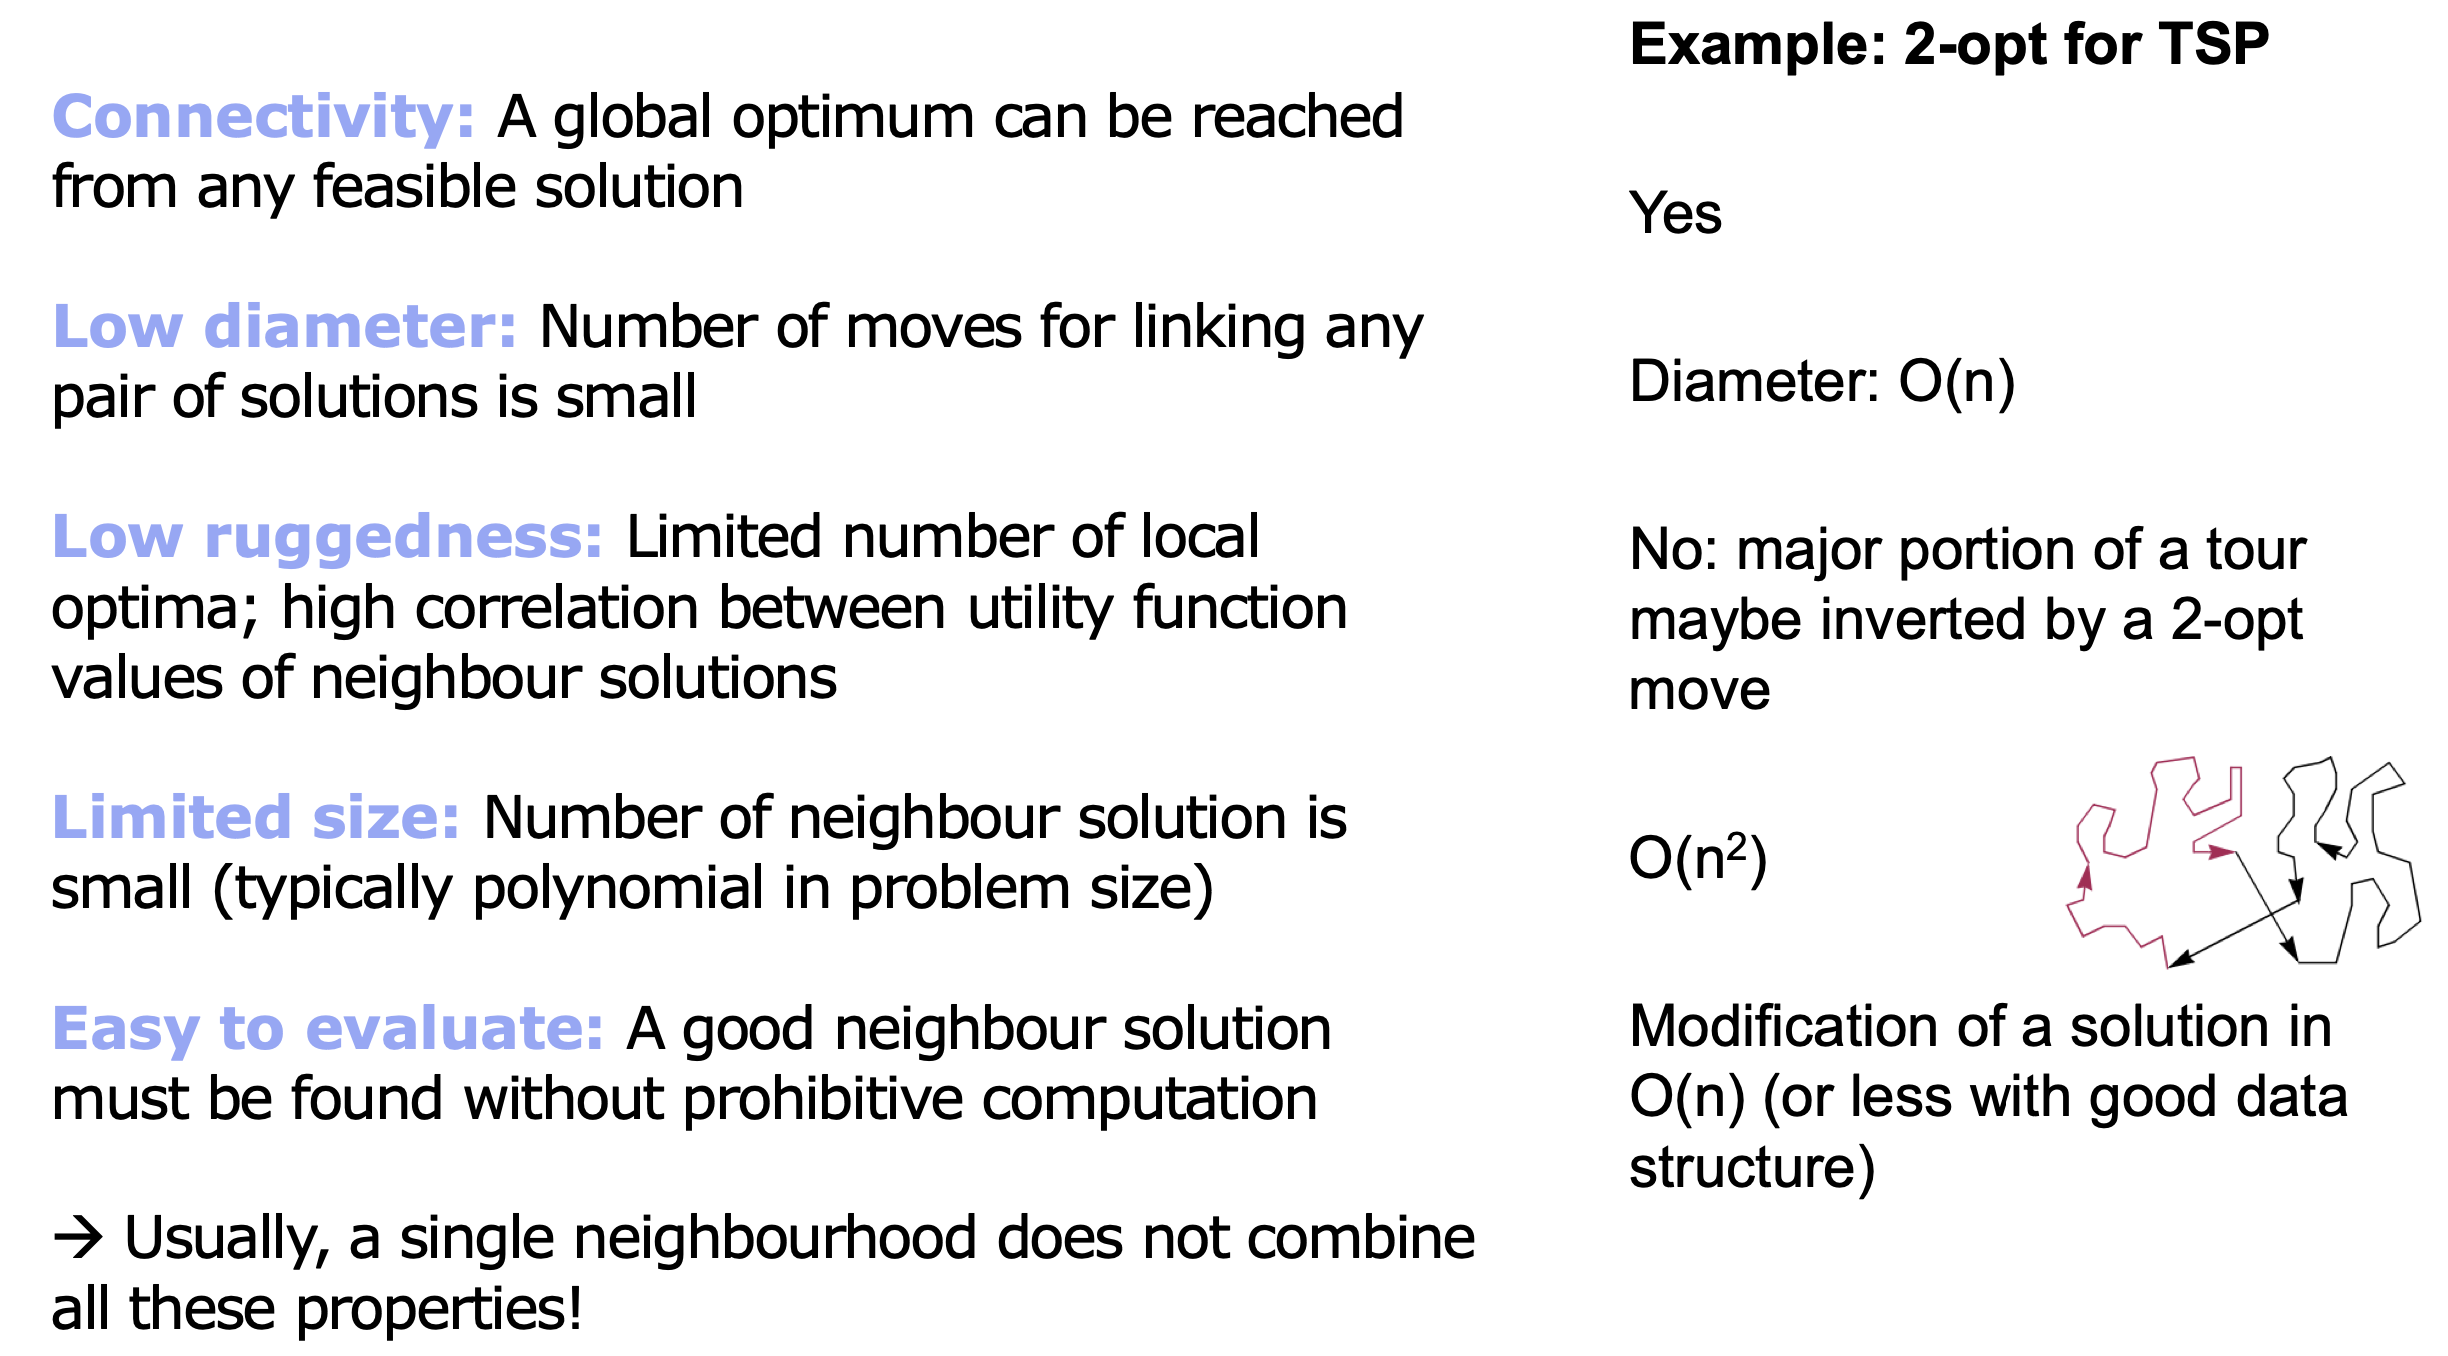 Connectivity: A global optimum can be reached
from any feasible solution
Low diameter: Number of moves for linking any
pair of solutions is small
Low ruggedness: Limited number of local
optima; high correlation between utility function
values of neighbour solutions
Limited size: Number of neighbour solution is
small (typically polynomial in problem size)
Easy to evaluate: A good neighbour solution
must be found without prohibitive computation
→ Usually, a single neighbourhood does not combine
all these properties!
Example: 2-opt for TSP
Yes
Diameter: O(n)
No: major portion of a tour
maybe inverted by a 2-opt
move
O(n²)
Modification of a solution in
O(n) (or less with good data
structure)